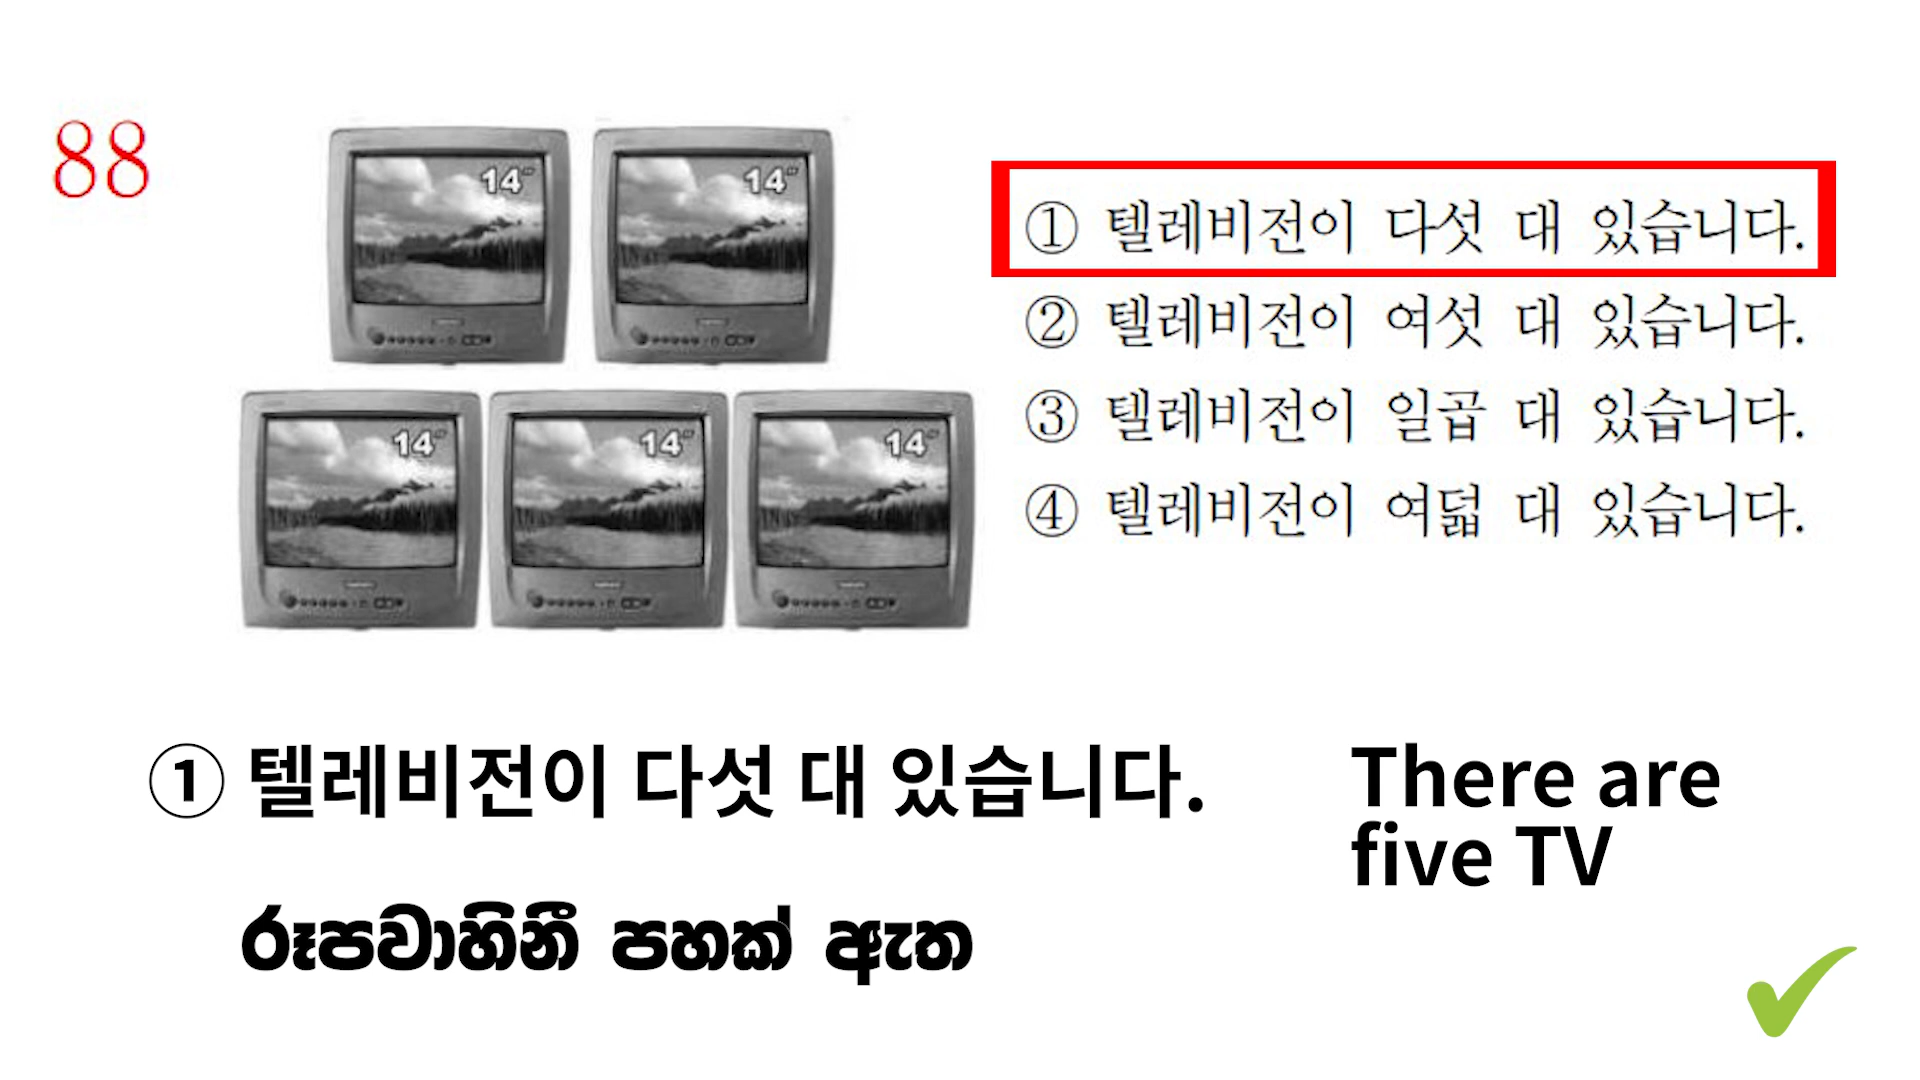 88
14"
14"
14"
14"
14"
① 텔레비전이 다섯 대 있습니다.
② 텔레비전이 여섯 대 있습니다.
③ 텔레비전이 일곱 대 있습니다.
④ 텔레비전이 여덟 대 있습니다.
① 텔레비전이 다섯 대 있습니다.
There are
five TV
රූපවාහිනී පහක් ඇත